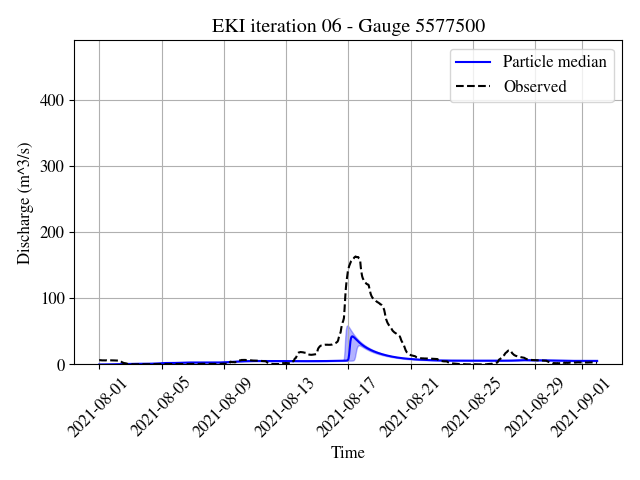 EKI iteration 06 - Gauge 5577500
Particle median
Observed
Discharge (m^3/s)
400
300
200
100
0
2021-08-01
2021-08-05
2021-08-09
2021-08-13
2021-08-17
2021-08-21
2021-08-25
2021-08-29
2021-09-01
Time